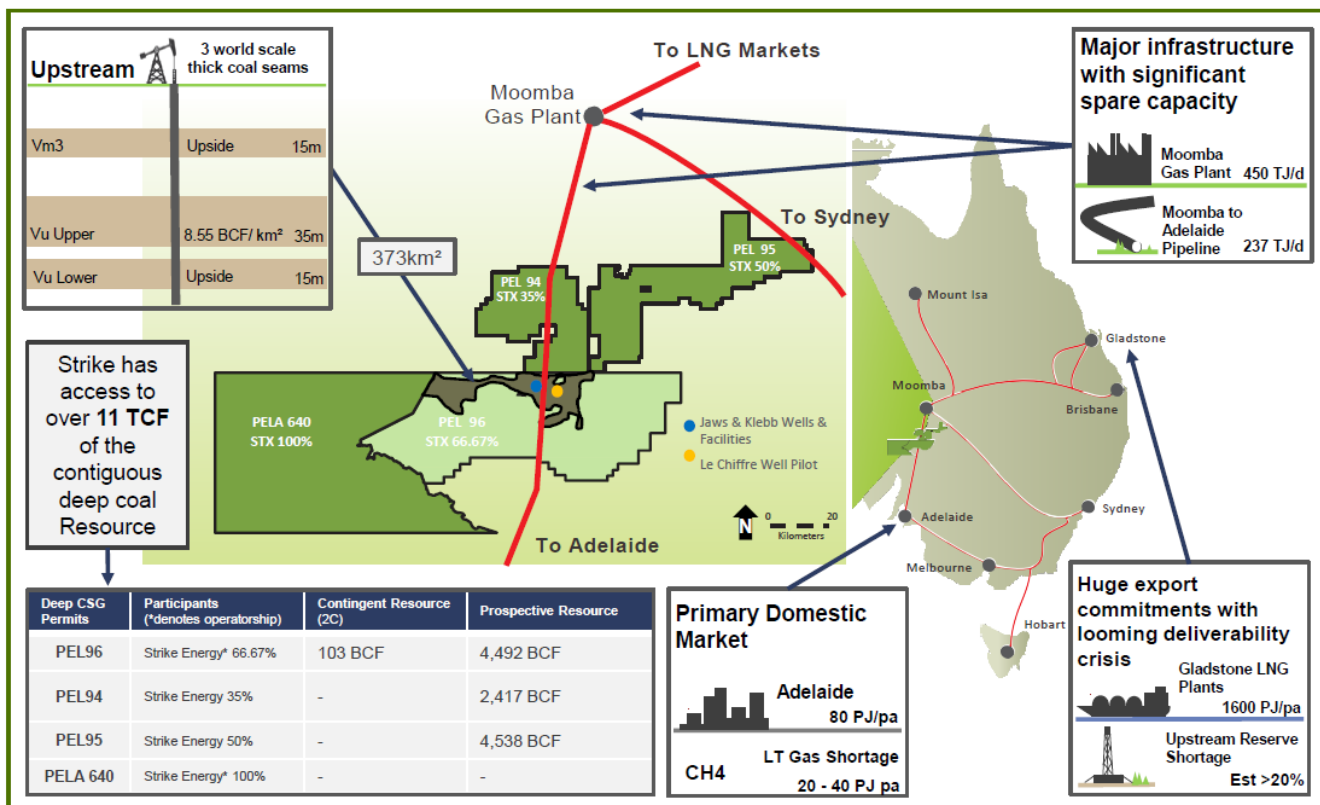 Upstream
3 world scale
thick coal seams
Vm3 Upside 15m
Vu Upper 8.55 BCF/ km² 35m
Vu Lower Upside 15m
To LNG Markets
Moomba
Gas Plant
To Sydney
373km²
PEL 95
STX 50%
PEL 94
STX 35%
PELA 640
STX 100%
PEL 96
STX 66.67%
Jaws & Klebb Wells &
Facilities
Le Chiffre Well Pilot
N
0 20
Kilometers
To Adelaide
Major infrastructure
with significant
spare capacity
Moomba
Gas Plant 450 TJ/d
Moomba to
Adelaide
Pipeline 237 TJ/d
Mount Isa
Gladstone
Moomba
Brisbane
Adelaide
Sydney
Melbourne
Hobart
Strike has
access to
over 11 TCF
of the
contiguous
deep coal
Resource
Deep CSG
Permits
Participants
(*denotes operatorship)
Contingent Resource
(2C)
Prospective Resource
PEL96 Strike Energy* 66.67% 103 BCF 4,492 BCF
PEL94 Strike Energy 35% - 2,417 BCF
PEL95 Strike Energy 50% - 4,538 BCF
PELA 640 Strike Energy* 100% - -
Primary Domestic
Market
Adelaide
80 PJ/pa
LT Gas Shortage
CH4
20 - 40 PJ pa
Huge export
commitments with
looming deliverability
crisis
Gladstone LNG
Plants
1600 PJ/pa
Upstream Reserve
Shortage
Est >20%